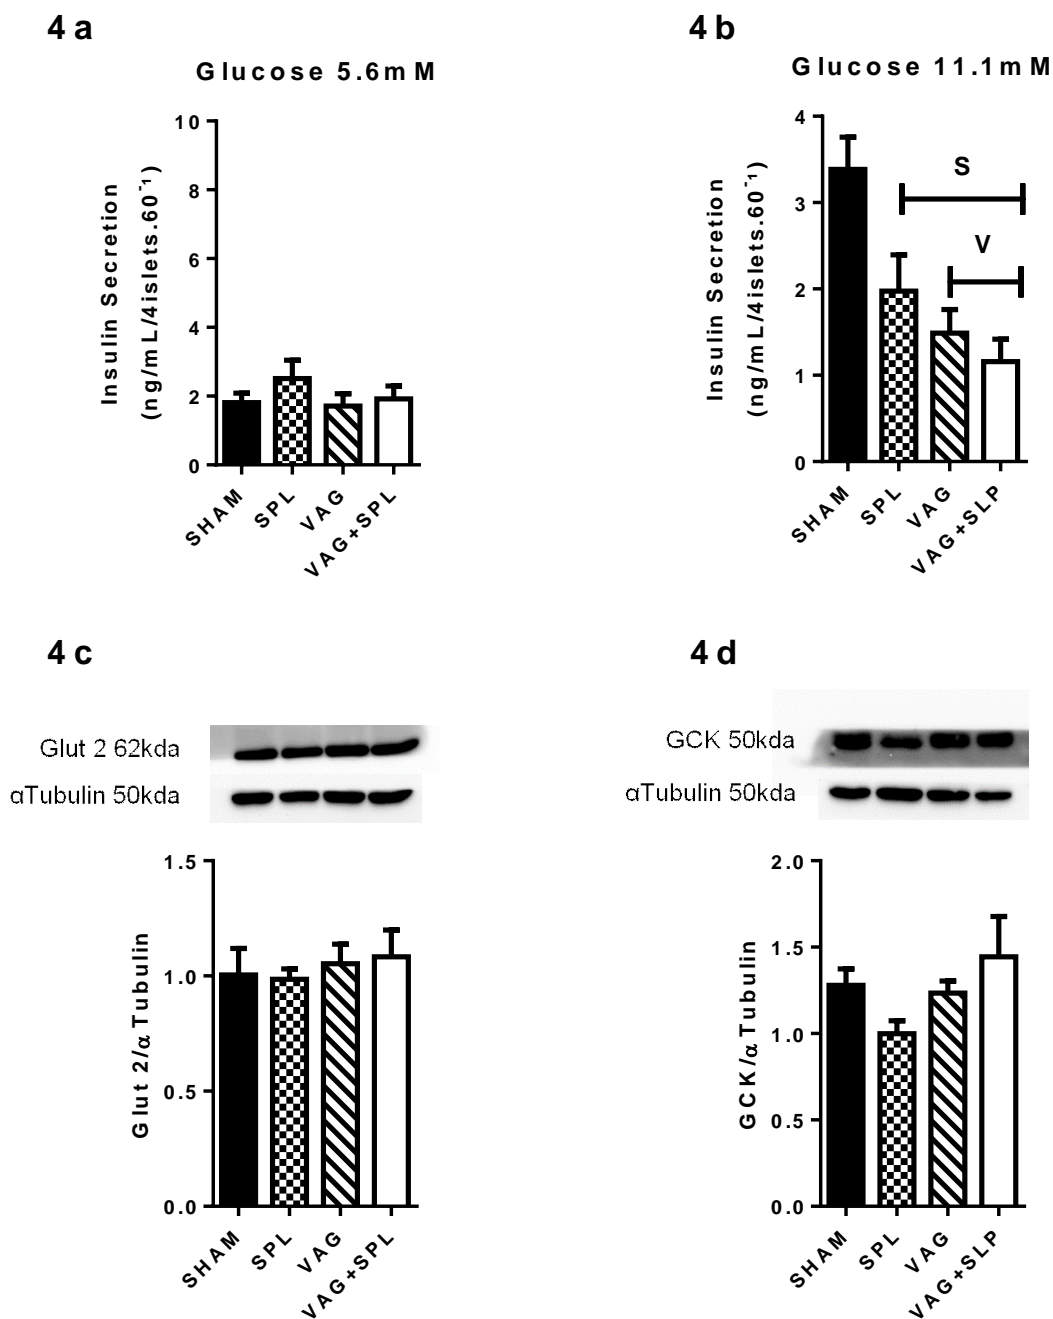 4a
Glucose 5.6mM
Insulin Secretion
(ng/mL/4islets.60⁻¹)
10
8
6
4
2
0
SHAM
SPL
VAG
VAG+SPL
4b
Glucose 11.1mM
Insulin Secretion
(ng/mL/4islets.60⁻¹)
4
3
2
1
0
S
V
SHAM
SPL
VAG
VAG+SLP
4c
Glut 2 62kda
αTubulin 50kda
Glut 2/α Tubulin
1.5
1.0
0.5
0.0
SHAM
SPL
VAG
VAG+SPL
4d
GCK 50kda
αTubulin 50kda
GCK/α Tubulin
2.0
1.5
1.0
0.5
0.0
SHAM
SPL
VAG
VAG+SLP